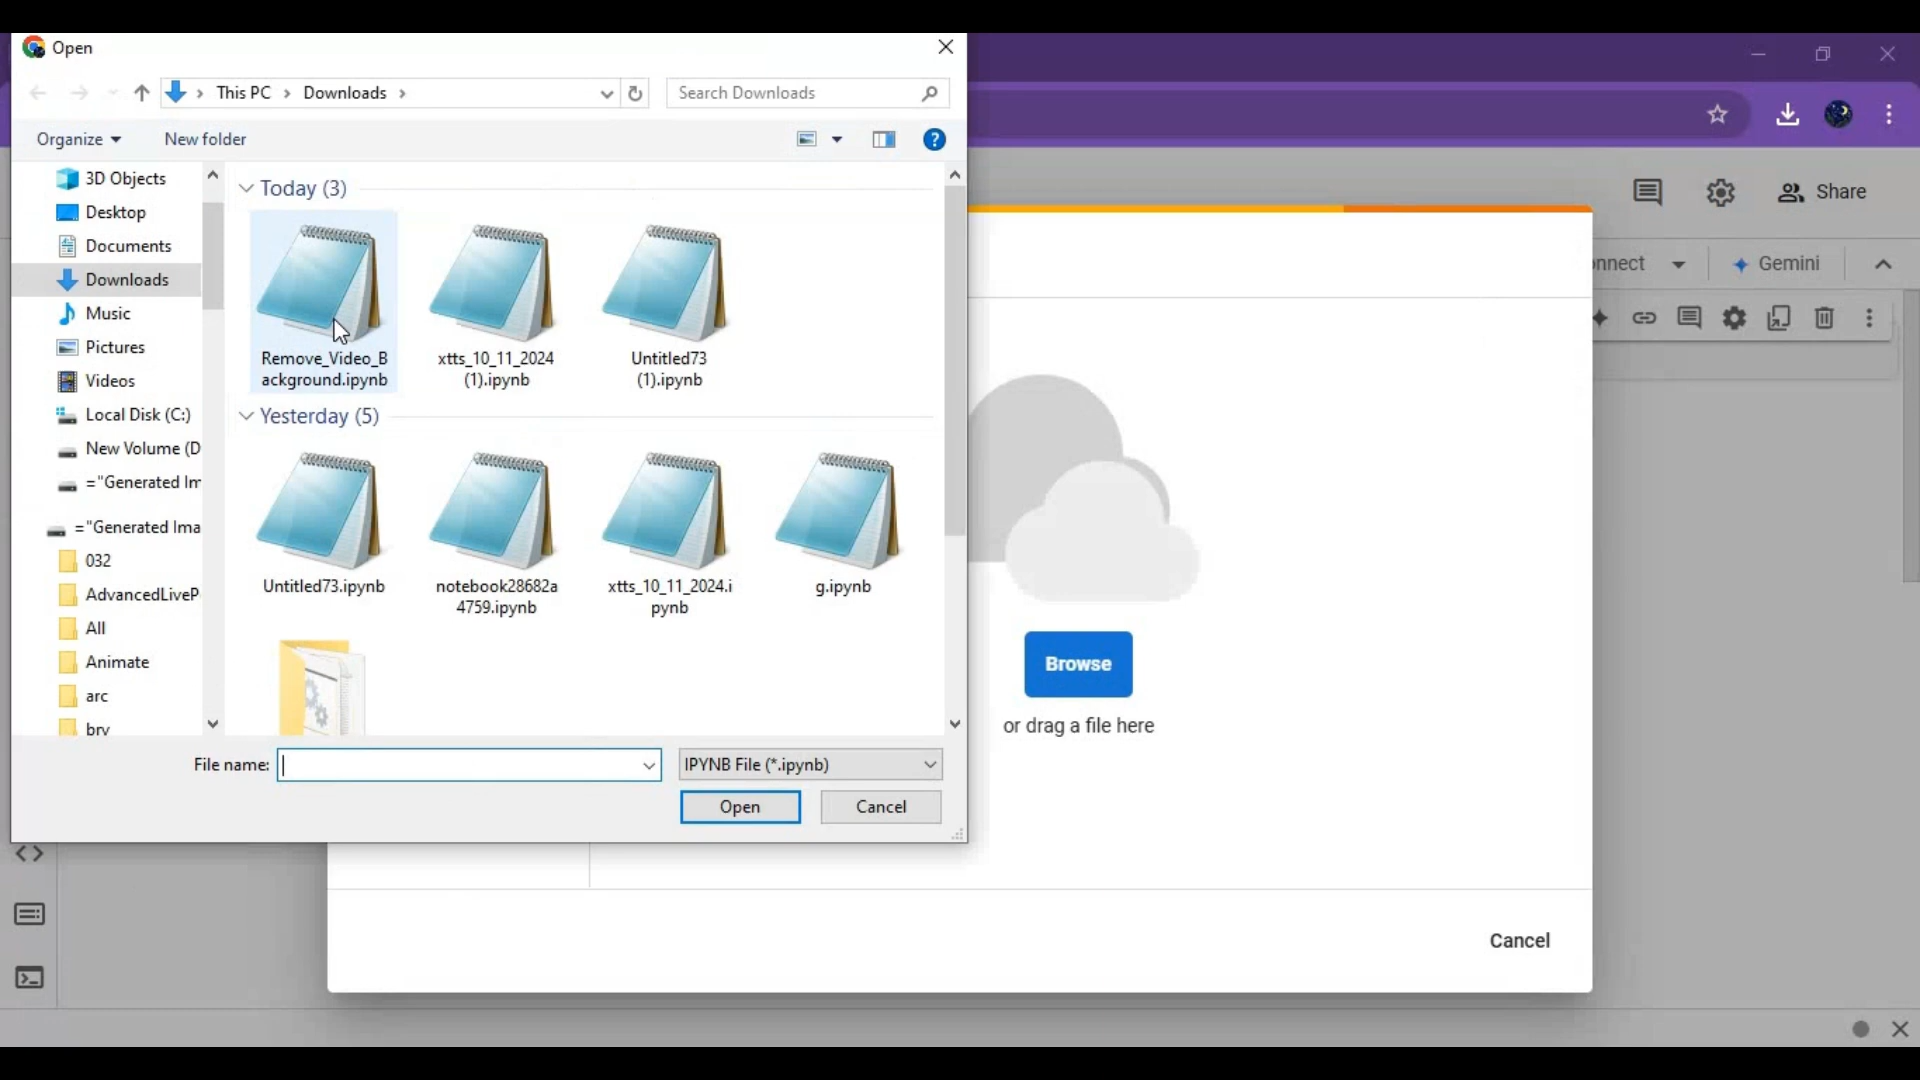 Open
This PC
Downloads
Search Downloads
Organize
New folder
3D Objects
Desktop
Documents
Downloads
Music
Pictures
Videos
Local Disk (C:)
New Volume (D
="Generated Im
="Generated Ima
032
AdvancedLiveP
All
Animate
arc
brv
Today (3)
Remove_Video_B
ackground.ipynb
xtts_10_11_2024
(1).ipynb
Untitled73
(1).ipynb
Yesterday (5)
Untitled73.ipynb
notebook28682a
4759.ipynb
xtts_10_11_2024.i
pynb
g.ipynb
File name:
IPYNB File (*.ipynb)
Open
Cancel
Share
nnect
Gemini
Browse
or drag a file here
Cancel